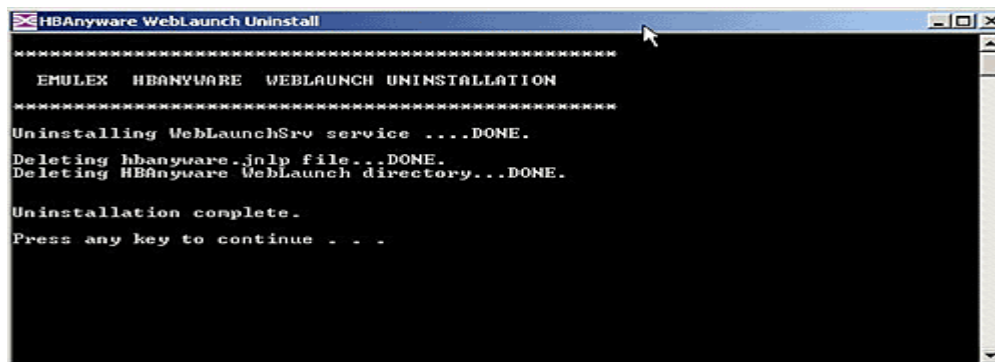 HBAnyware WebLaunch Uninstall
**************************************************
EMULEX HBANYWARE WEBLAUNCH UNINSTALLATION
**************************************************
Uninstalling WebLaunchSrv service ....DONE.
Deleting hbanyware.jnlp file...DONE.
Deleting HBAnyware WebLaunch directory...DONE.
Uninstallation complete.
Press any key to continue . . .